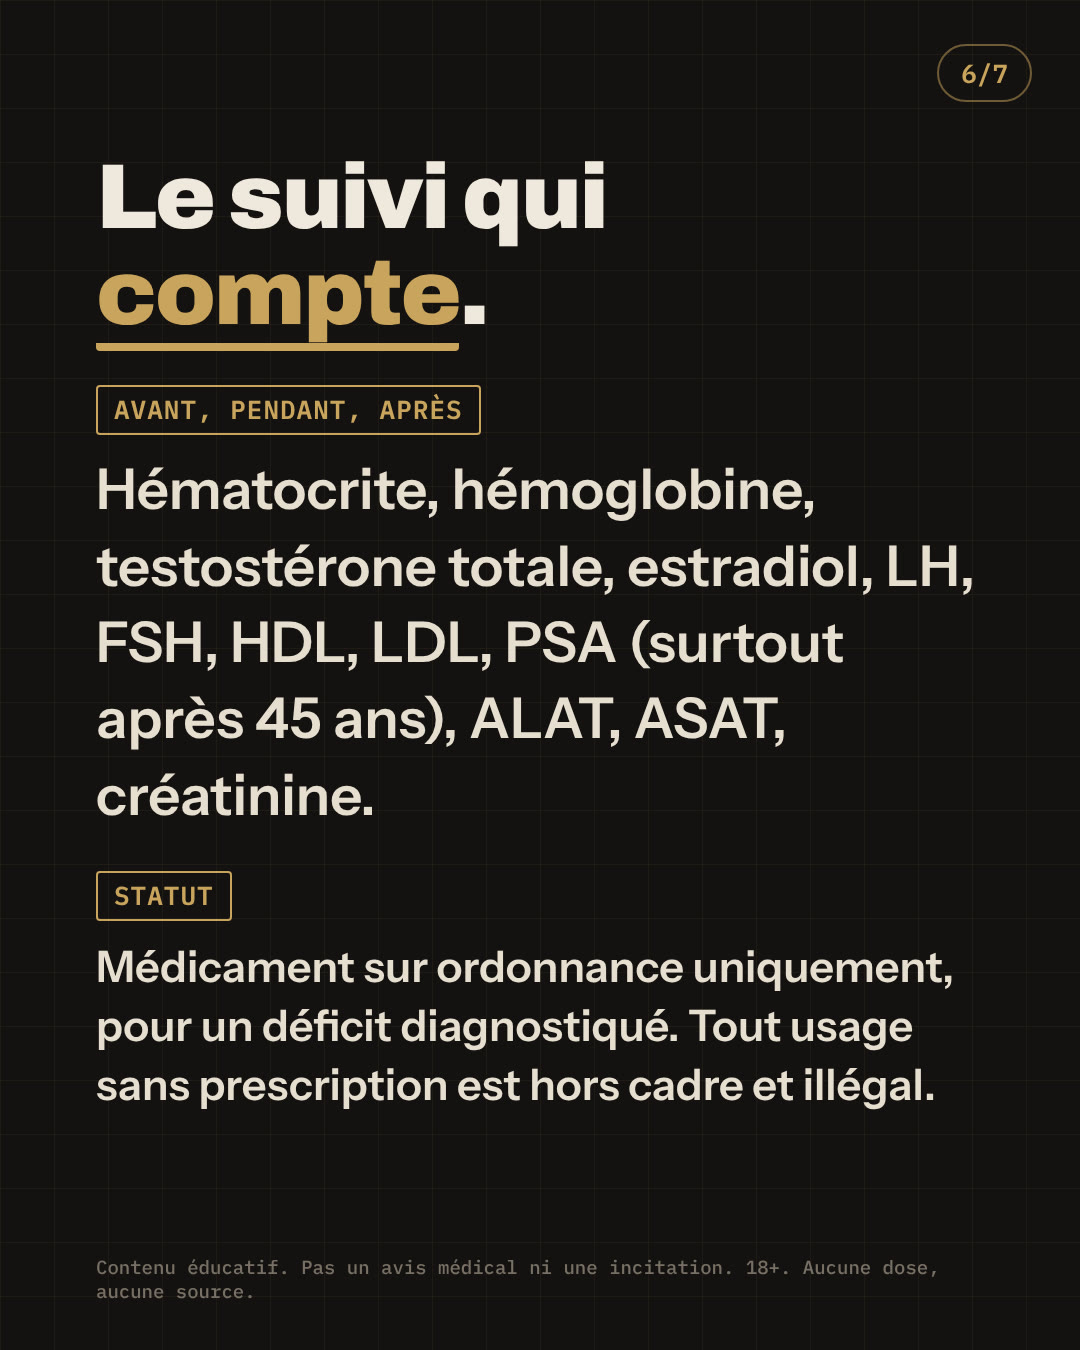 6/7
Le suivi qui
compte.
AVANT, PENDANT, APRÈS
Hématocrite, hémoglobine,
testostérone totale, estradiol, LH,
FSH, HDL, LDL, PSA (surtout
après 45 ans), ALAT, ASAT,
créatinine.
STATUT
Médicament sur ordonnance uniquement,
pour un déficit diagnostiqué. Tout usage
sans prescription est hors cadre et illégal.
Contenu éducatif. Pas un avis médical ni une incitation. 18+. Aucune dose,
aucune source.